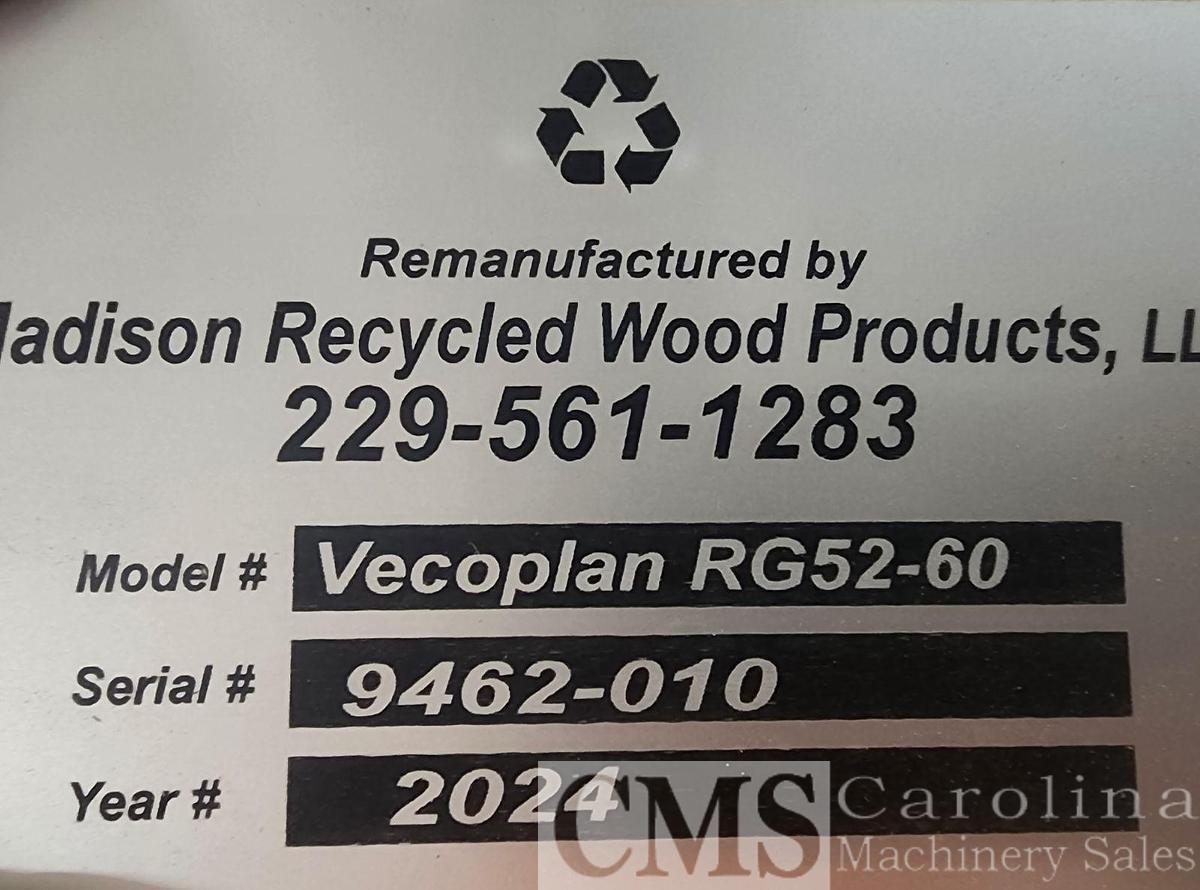 Remanufactured by
adison Recycled Wood Products, LL
229-561-1283
Model # Vecoplan RG52-60
Serial # 9462-010
Year # 2024
CMS Carolina
Machinery Sales